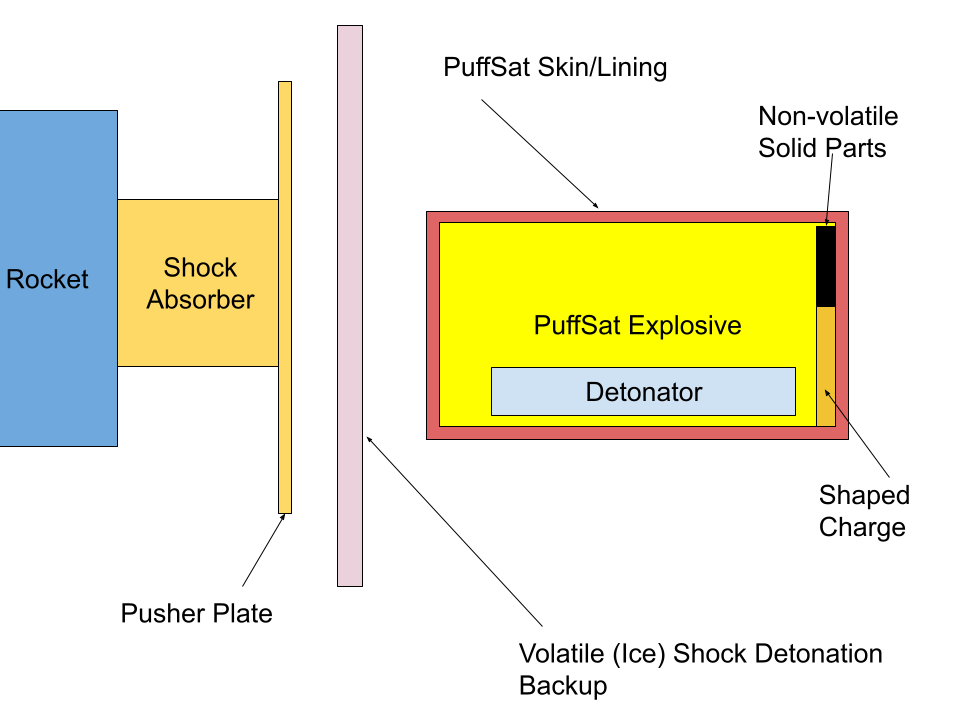 PuffSat Skin/Lining
Non-volatile
Solid Parts
Rocket
Shock
Absorber
PuffSat Explosive
Detonator
Shaped
Charge
Pusher Plate
Volatile (Ice) Shock Detonation
Backup